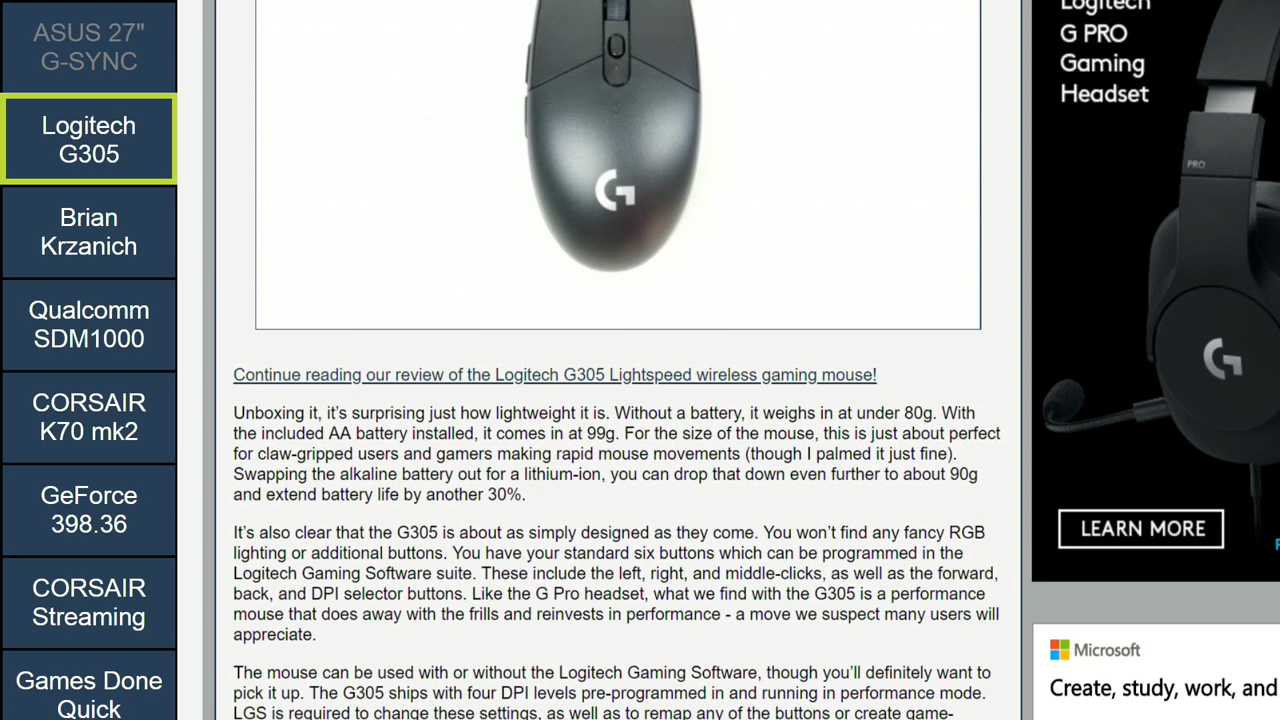 ASUS 27"
G-SYNC
Logitech
G305
Brian
Krzanich
Qualcomm
SDM1000
CORSAIR
K70 mk2
GeForce
398.36
CORSAIR
Streaming
Games Done
Quick
Continue reading our review of the Logitech G305 Lightspeed wireless gaming mouse!
Unboxing it, it's surprising just how lightweight it is. Without a battery, it weighs in at under 80g. With
the included AA battery installed, it comes in at 99g. For the size of the mouse, this is just about perfect
for claw-gripped users and gamers making rapid mouse movements (though I palmed it just fine).
Swapping the alkaline battery out for a lithium-ion, you can drop that down even further to about 90g
and extend battery life by another 30%.
It's also clear that the G305 is about as simply designed as they come. You won't find any fancy RGB
lighting or additional buttons. You have your standard six buttons which can be programmed in the
Logitech Gaming Software suite. These include the left, right, and middle-clicks, as well as the forward,
back, and DPI selector buttons. Like the G Pro headset, what we find with the G305 is a performance
mouse that does away with the frills and reinvests in performance - a move we suspect many users will
appreciate.
The mouse can be used with or without the Logitech Gaming Software, though you'll definitely want to
pick it up. The G305 ships with four DPI levels pre-programmed in and running in performance mode.
LGS is required to change these settings, as well as to remap any of the buttons or create game-
Logitech
G PRO
Gaming
Headset
PRO
LEARN MORE
Microsoft
Create, study, work, and